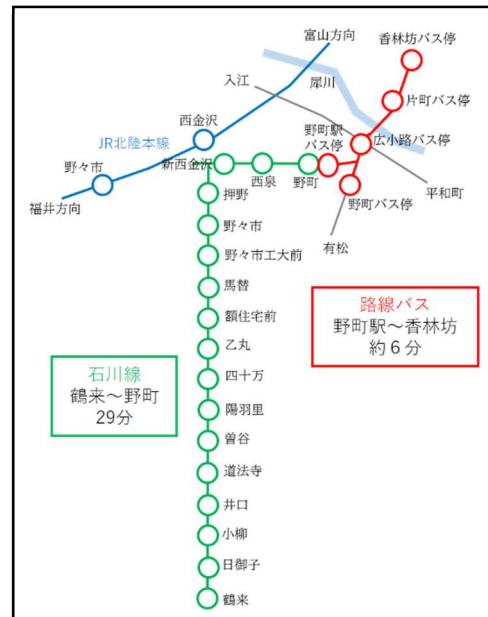 富山方向
香林坊バス停
入江
犀川
片町バス停
西金沢
野町駅
バス停
広小路バス停
JR北陸本線
新西金沢
西泉
野町
野々市
平和町
野町バス停
福井方向
押野
有松
野々市
野々市工大前
馬替
額住宅前
乙丸
四十万
陽羽里
曽谷
道法寺
井口
小柳
日御子
鶴来
路線バス
野町駅～香林坊
約6分
石川線
鶴来～野町
29分